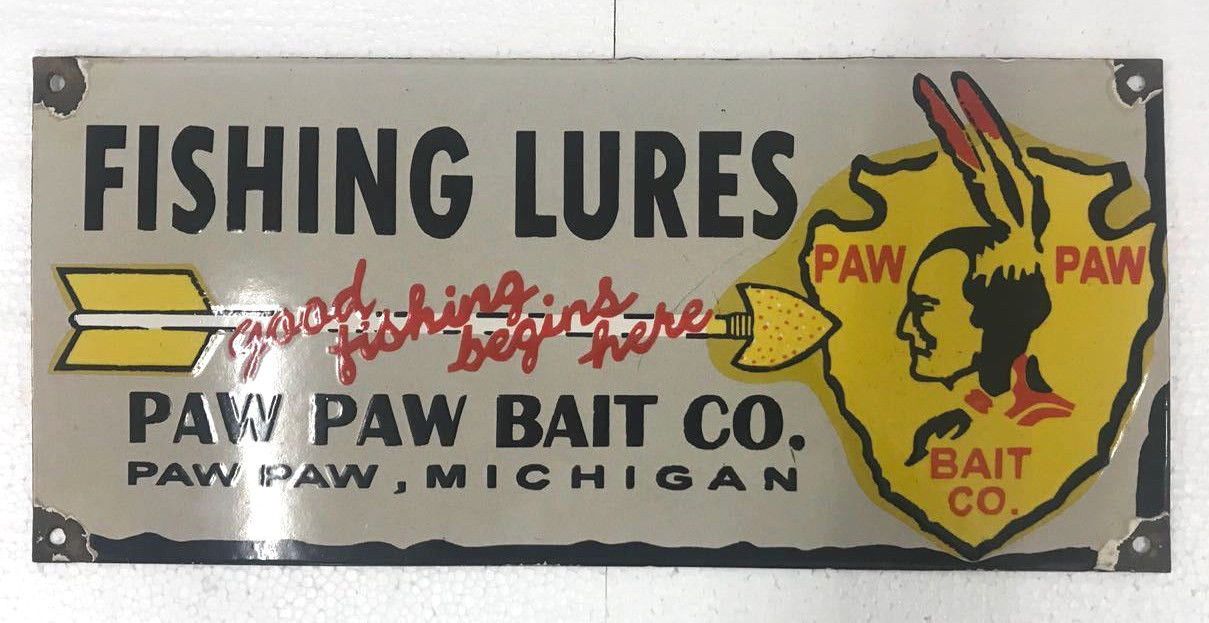 FISHING LURES
good fishing begins here
PAW PAW BAIT CO.
PAW PAW, MICHIGAN
PAW PAW
BAIT
CO.